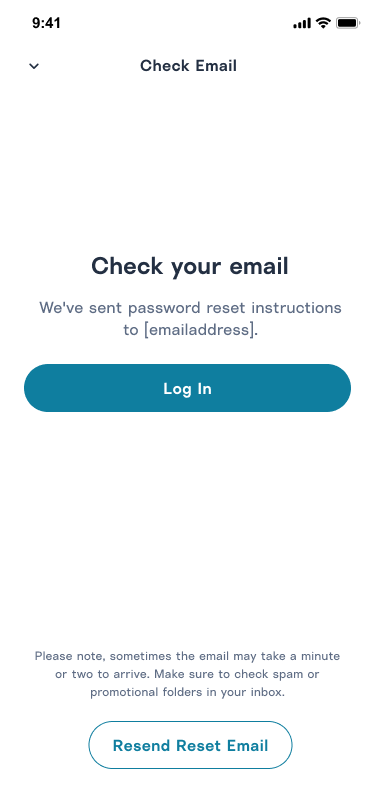 9:41
Check Email
Check your email
We've sent password reset instructions
to [emailaddress].
Log In
Please note, sometimes the email may take a minute
or two to arrive. Make sure to check spam or
promotional folders in your inbox.
Resend Reset Email